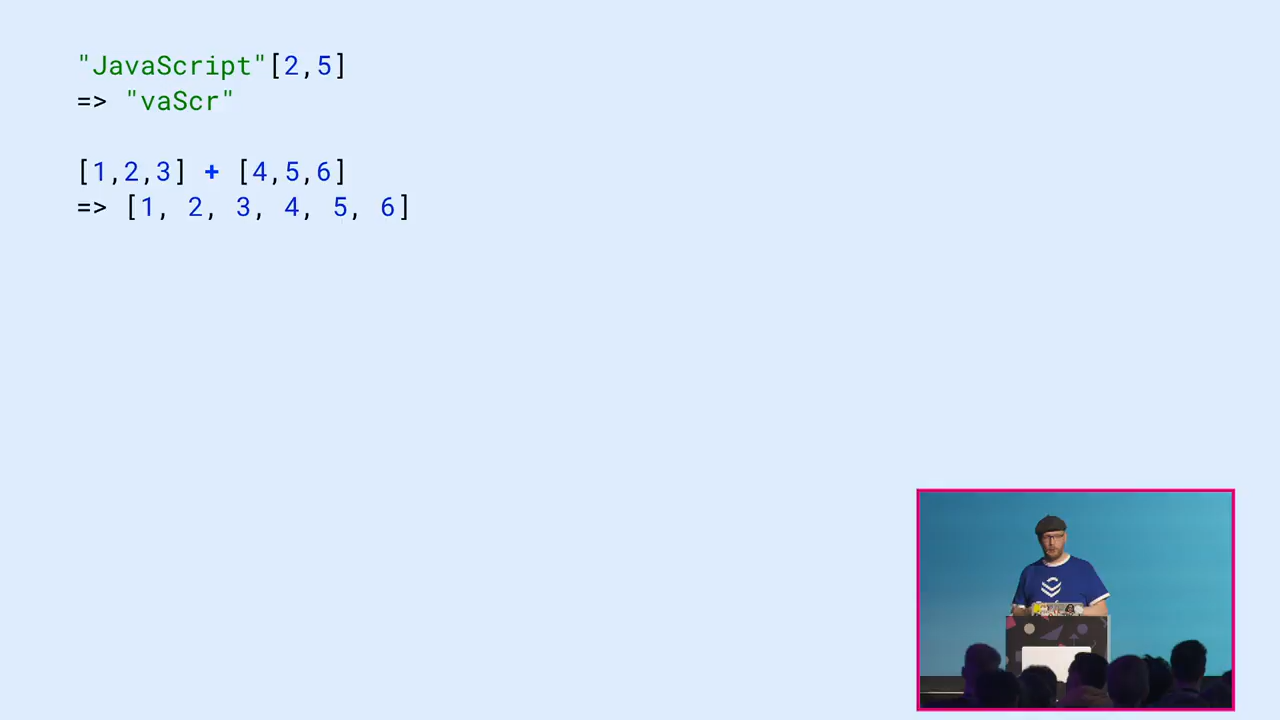 "JavaScript"[2,5]
=> "vaScr"
[1,2,3] + [4,5,6]
=> [1, 2, 3, 4, 5, 6]